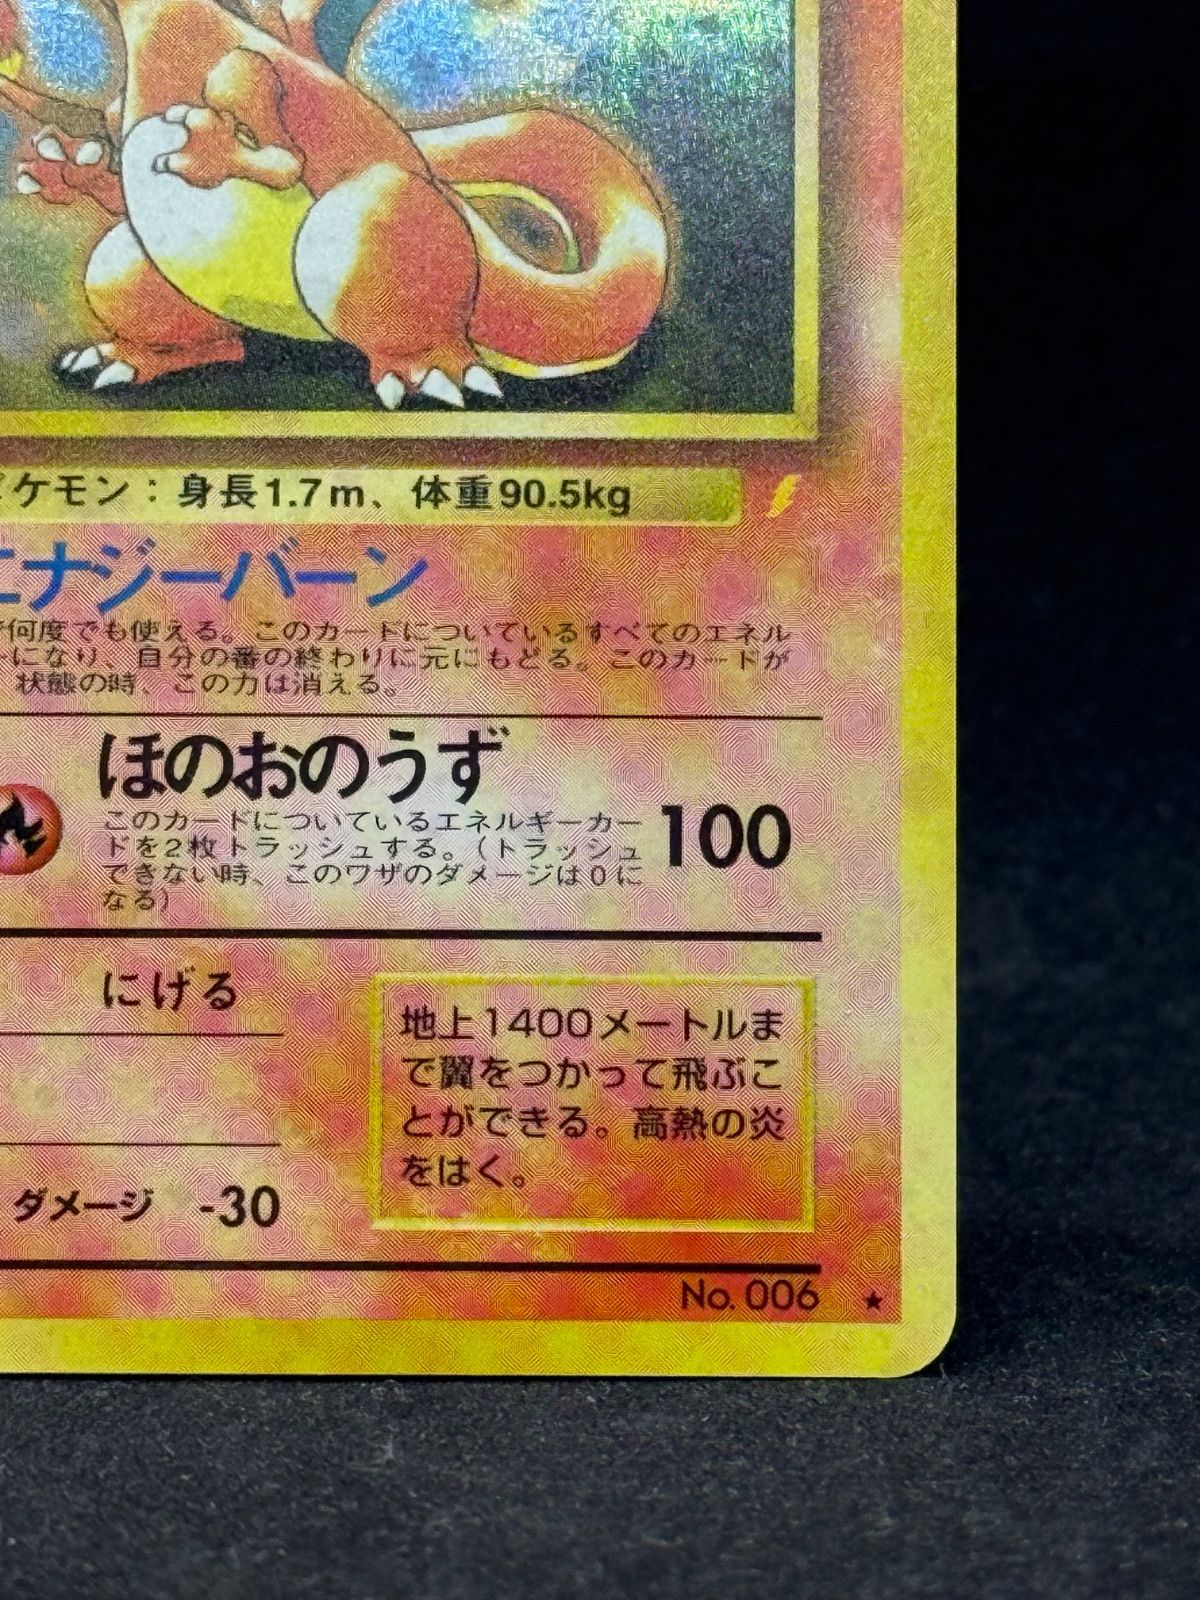 ポケモン：身長1.7m、体重90.5kg
エナジーバーン
で何度でも使える。このカードについているすべてのエネル
ーになり、自分の番の終わりに元にもどる。このカードが
状態の時、この力は消える。
ほのおのうず
このカードについているエネルギーカー
ドを2枚トラッシュする。（トラッシュ
できない時、このワザのダメージは0に
なる）
100
にげる
地上1400メートルま
で翼をつかって飛ぶこ
とができる。高熱の炎
をはく。
ダメージ -30
No. 006 ★